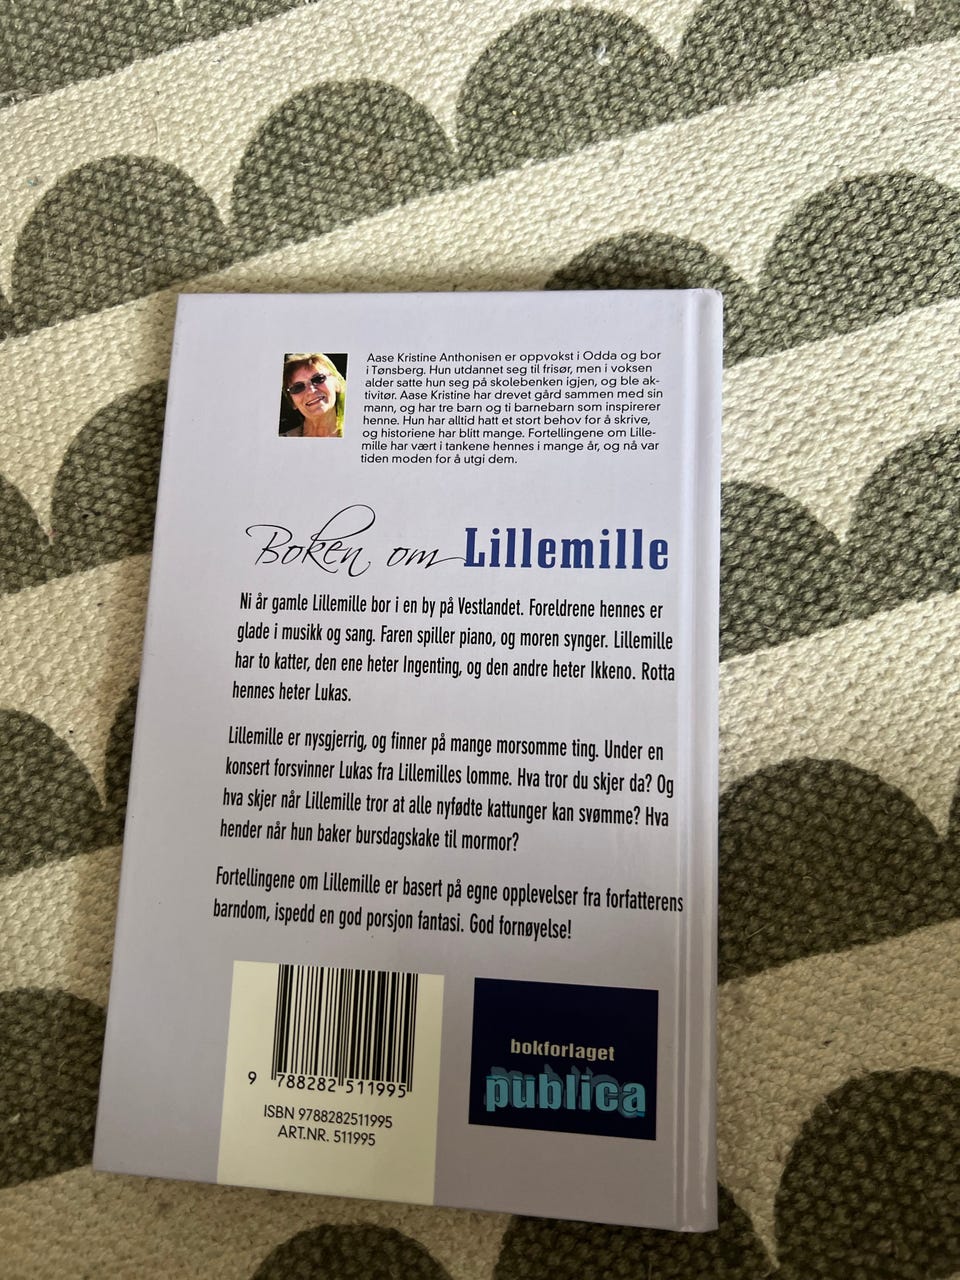 Aase Kristine Anthonisen er oppvokst i Odda og bor
i Tønsberg. Hun utdannet seg til frisør, men i voksen
alder satte hun seg på skolebenken igjen, og ble ak-
tivitør. Aase Kristine har drevet gård sammen med sin
mann, og har tre barn og ti barnebarn som inspirerer
henne. Hun har alltid hatt et stort behov for å skrive,
og historiene har blitt mange. Fortellingene om Lille-
mille har vært i tankene hennes i mange år, og nå var
tiden moden for å utgi dem.
Boken om Lillemille
Ni år gamle Lillemille bor i en by på Vestlandet. Foreldrene hennes er
glade i musikk og sang. Faren spiller piano, og moren synger. Lillemille
har to katter, den ene heter Ingenting, og den andre heter Ikkeno. Rotta
hennes heter Lukas.
Lillemille er nysgjerrig, og finner på mange morsomme ting. Under en
konsert forsvinner Lukas fra Lillemilles lomme. Hva tror du skjer da? Og
hva skjer når Lillemille tror at alle nyfødte kattunger kan svømme? Hva
hender når hun baker bursdagskake til mormor?
Fortellingene om Lillemille er basert på egne opplevelser fra forfatterens
barndom, ispedd en god porsjon fantasi. God fornøyelse!
9 788282 511995
ISBN 9788282511995
ART.NR. 511995
bokforlaget
publica